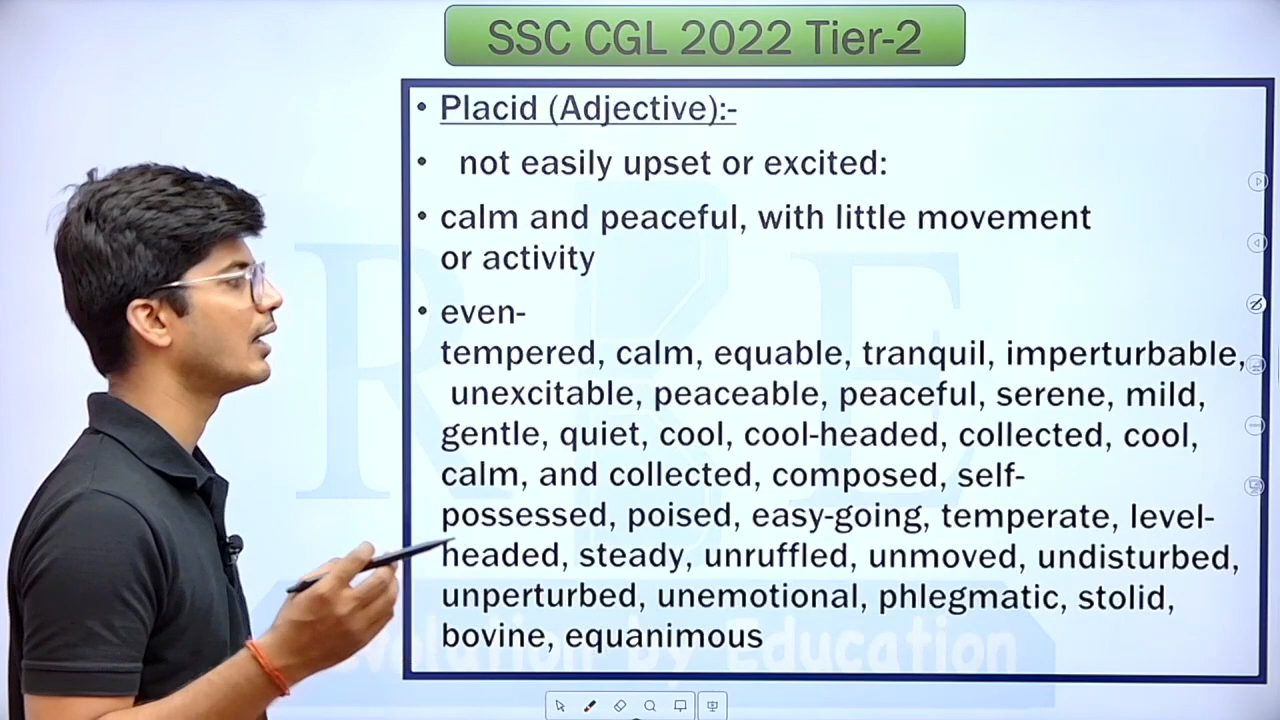 SSC CGL 2022 Tier-2
• Placid (Adjective):-
• not easily upset or excited:
• calm and peaceful, with little movement
or activity
• even-
tempered, calm, equable, tranquil, imperturbable,
unexcitable, peaceable, peaceful, serene, mild,
gentle, quiet, cool, cool-headed, collected, cool,
calm, and collected, composed, self-
possessed, poised, easy-going, temperate, level-
headed, steady, unruffled, unmoved, undisturbed,
unperturbed, unemotional, phlegmatic, stolid,
bovine, equanimous
R B E
Revolution by Education